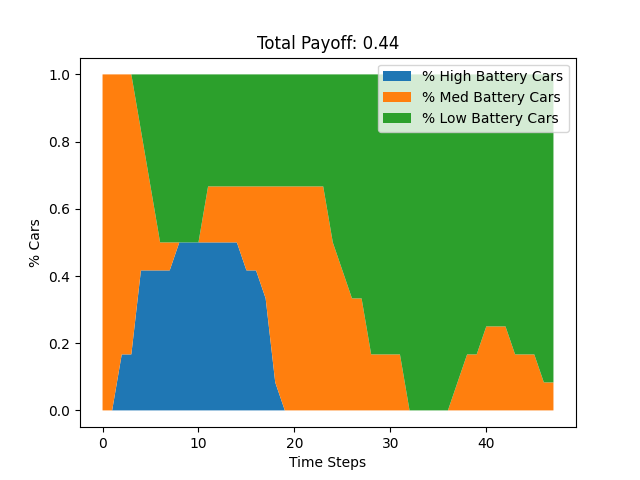 Total Payoff: 0.44
% High Battery Cars
% Med Battery Cars
% Low Battery Cars
1.0
0.8
0.6
0.4
0.2
0.0
% Cars
0
10
20
30
40
Time Steps